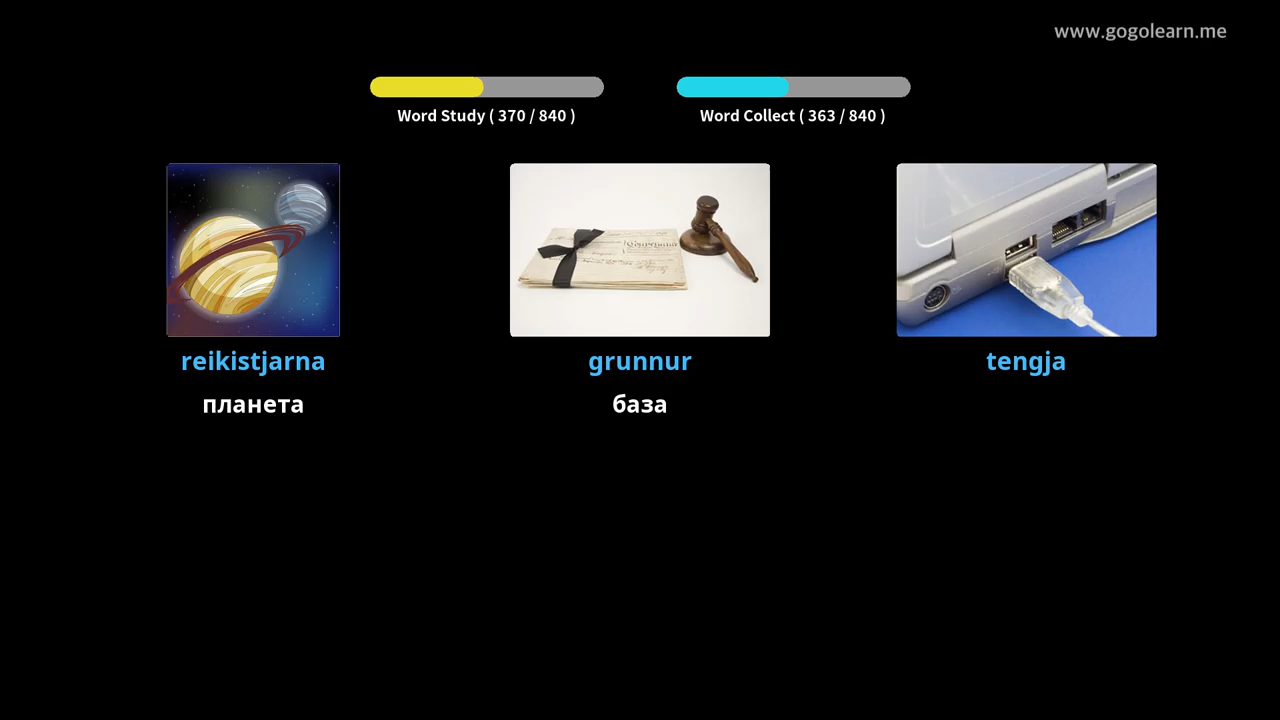 www.gogolearn.me
Word Study ( 370 / 840 )
Word Collect ( 363 / 840 )
reikistjarna
grunnur
tengja
планета
база